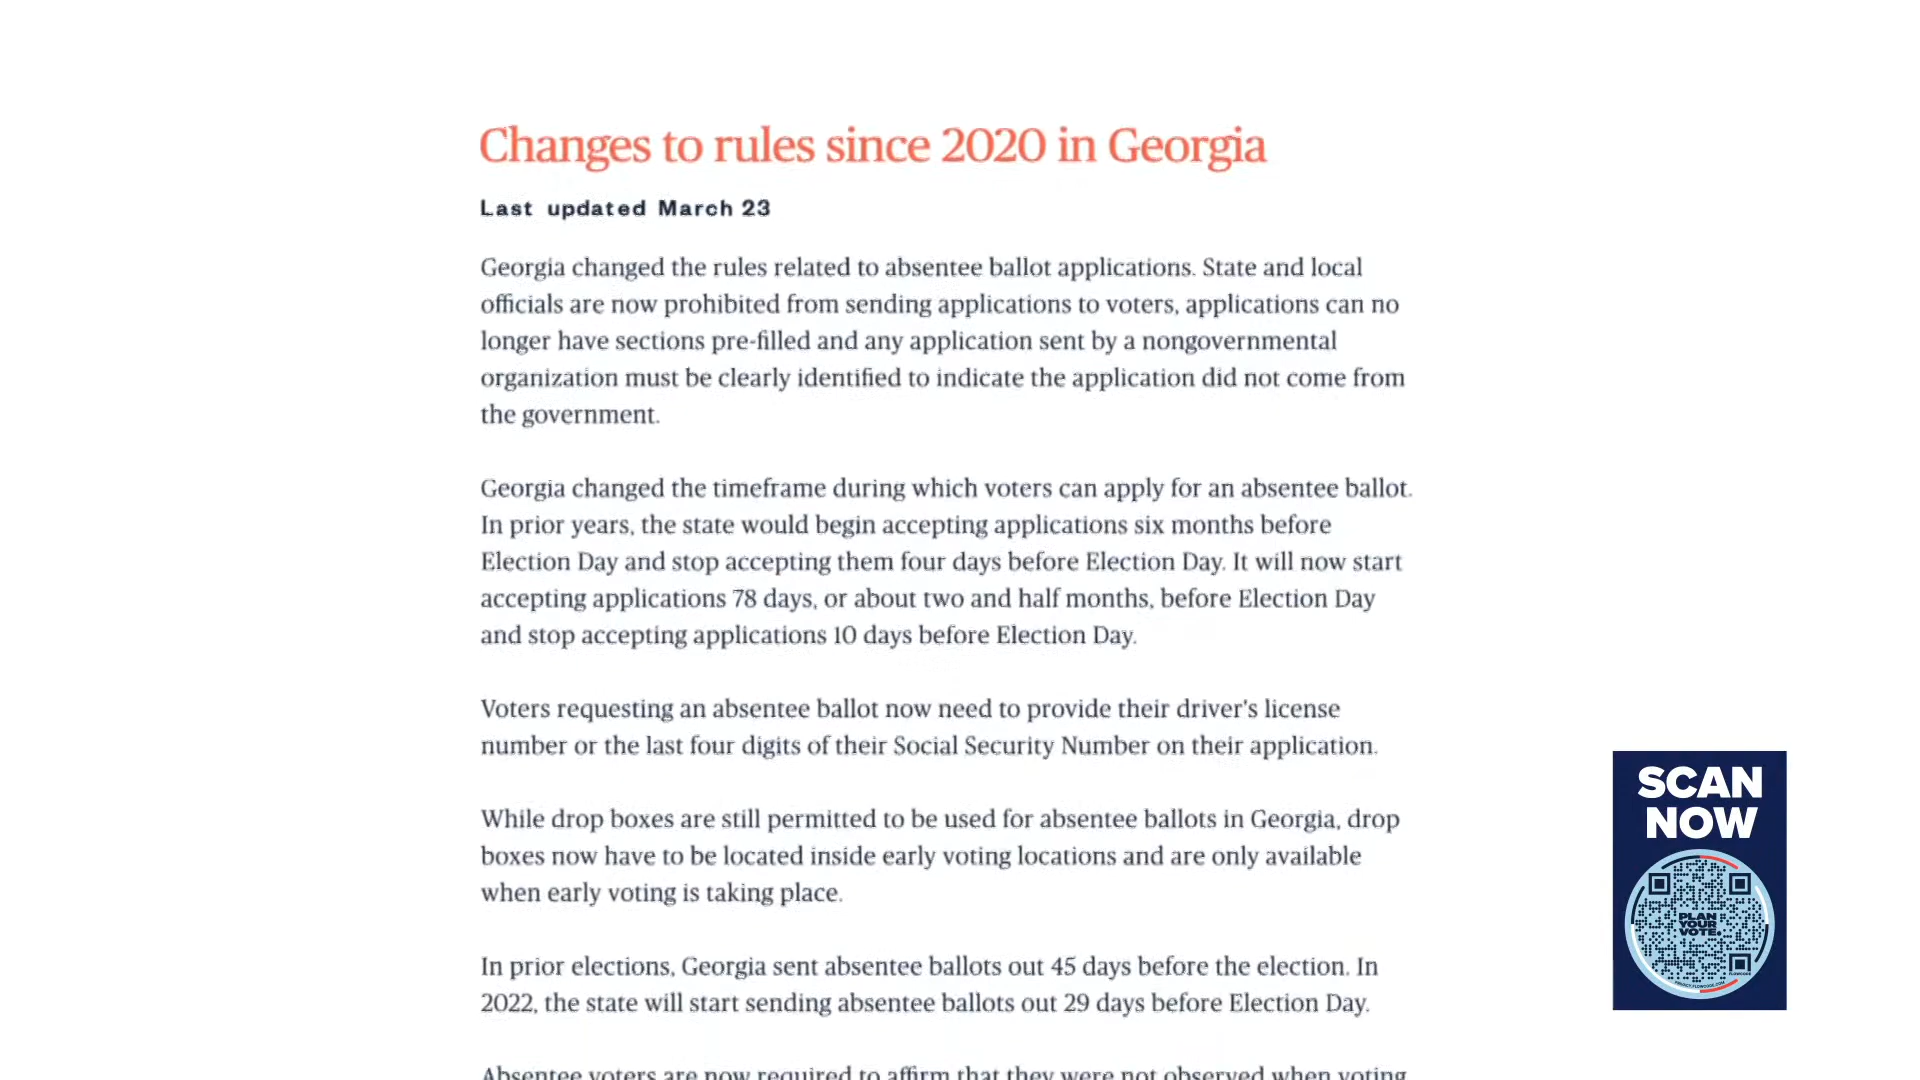 Changes to rules since 2020 in Georgia
Last updated March 23
Georgia changed the rules related to absentee ballot applications. State and local
officials are now prohibited from sending applications to voters, applications can no
longer have sections pre-filled and any application sent by a nongovernmental
organization must be clearly identified to indicate the application did not come from
the government.
Georgia changed the timeframe during which voters can apply for an absentee ballot.
In prior years, the state would begin accepting applications six months before
Election Day and stop accepting them four days before Election Day. It will now start
accepting applications 78 days, or about two and half months, before Election Day
and stop accepting applications 10 days before Election Day.
Voters requesting an absentee ballot now need to provide their driver's license
number or the last four digits of their Social Security Number on their application.
While drop boxes are still permitted to be used for absentee ballots in Georgia, drop
boxes now have to be located inside early voting locations and are only available
when early voting is taking place.
In prior elections, Georgia sent absentee ballots out 45 days before the election. In
2022, the state will start sending absentee ballots out 29 days before Election Day.
Absentee voters are now required to affirm that they were not observed when voting
SCAN
NOW
PLAN
YOUR
VOTE.